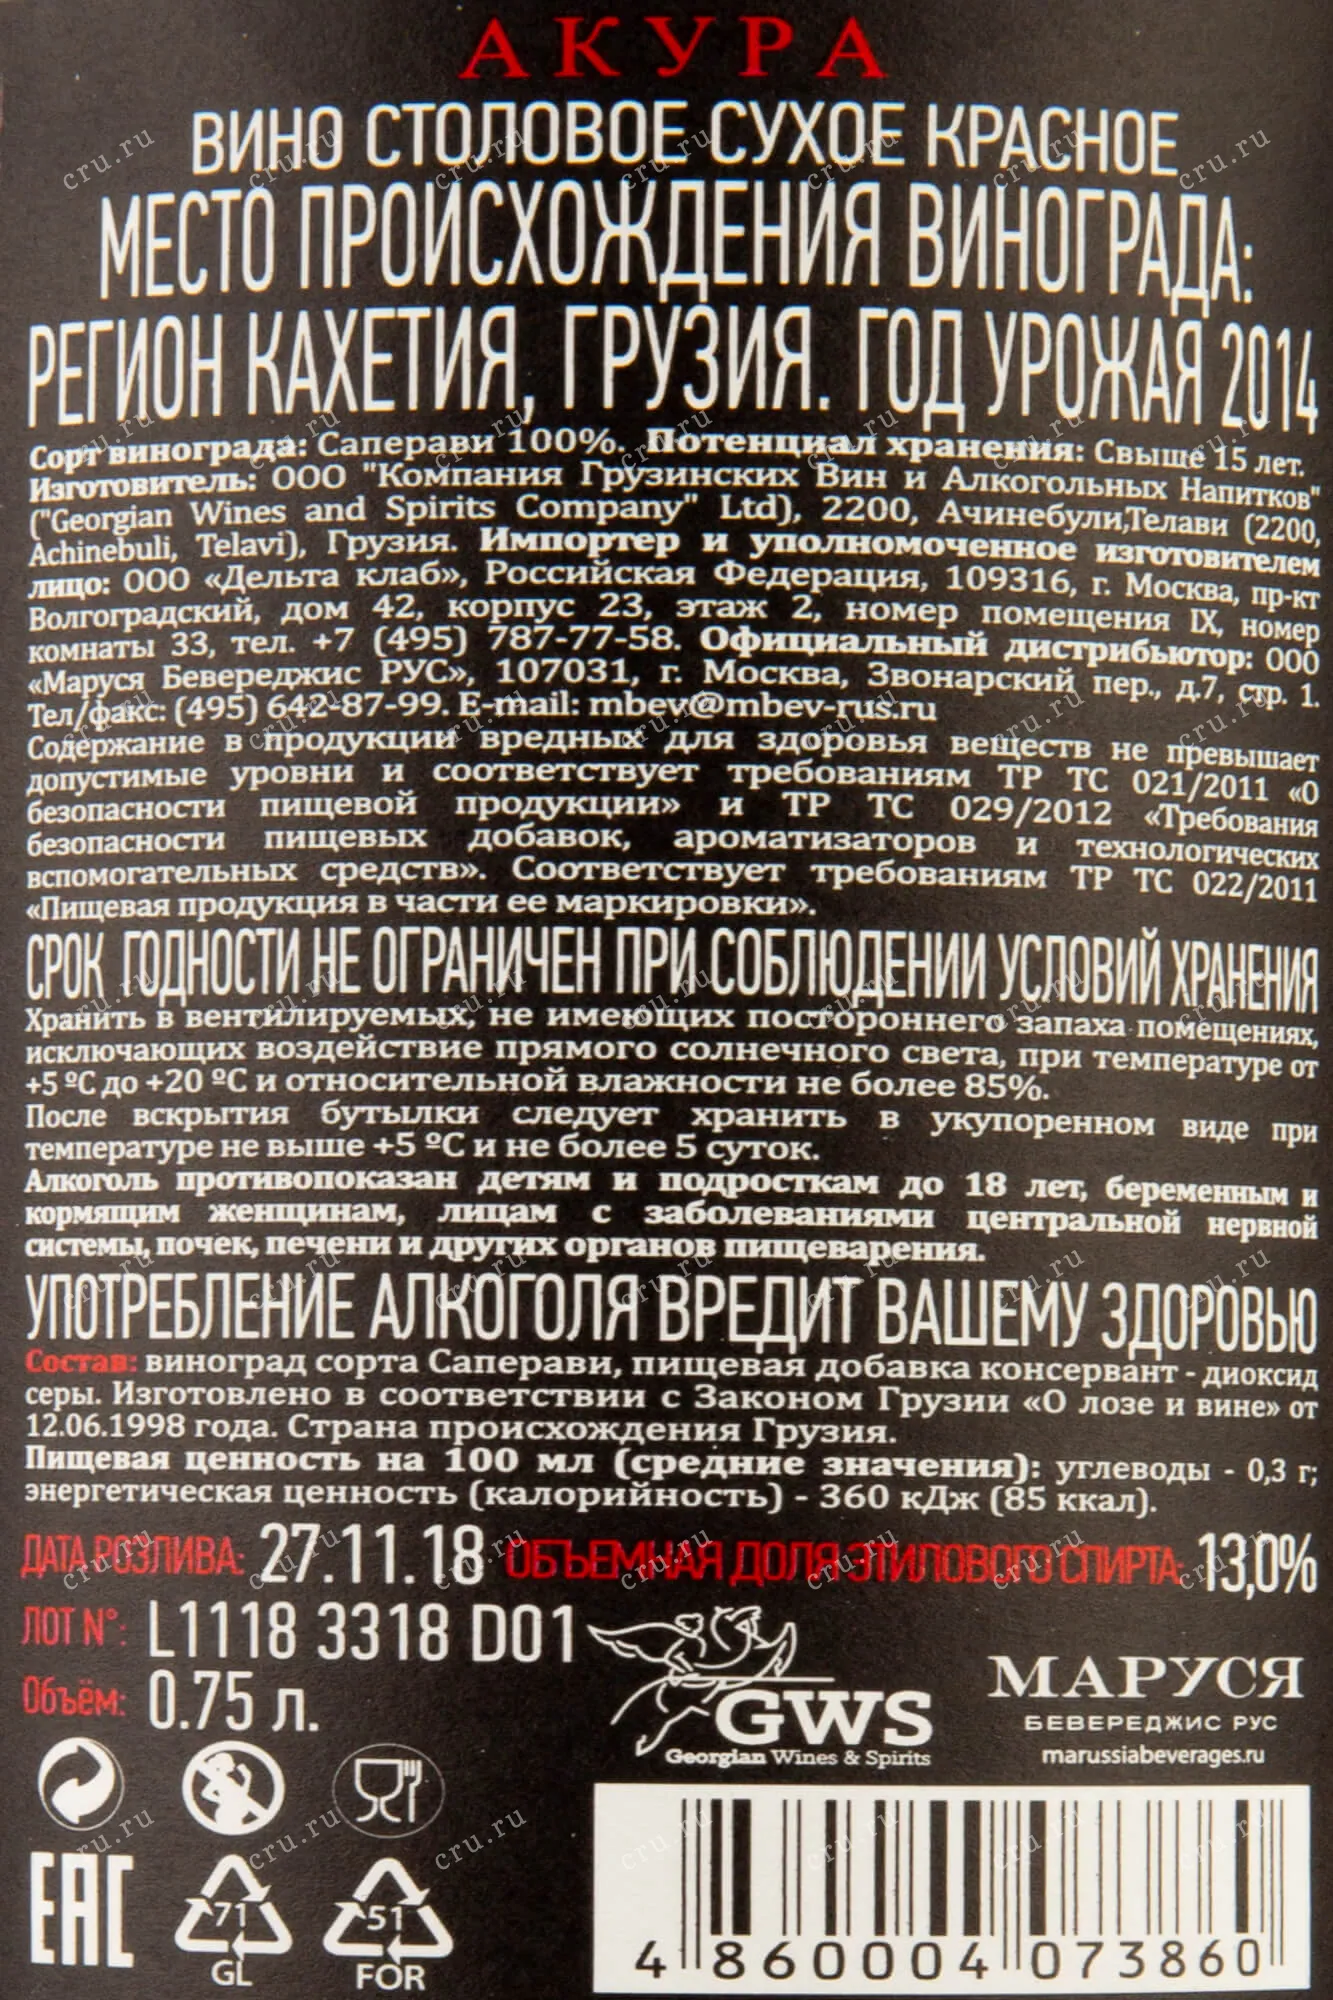 АКУРА
ВИНО СТОЛОВОЕ СУХОЕ КРАСНОЕ
МЕСТО ПРОИСХОЖДЕНИЯ ВИНОГРАДА:
РЕГИОН КАХЕТИЯ, ГРУЗИЯ. ГОД УРОЖАЯ 2014
Сорт винограда: Саперави 100%. Потенциал хранения: Свыше 15 лет.
Изготовитель: ООО "Компания Грузинских Вин и Алкогольных Напитков"
("Georgian Wines and Spirits Company" Ltd), 2200, Ачинебули,Телави (2200,
Achinebuli, Telavi), Грузия. Импортер и уполномоченное изготовителем
лицо: ООО «Дельта клаб», Российская Федерация, 109316, г. Москва, пр-кт
Волгоградский, дом 42, корпус 23, этаж 2, номер помещения IX, номер
комнаты 33, тел. +7 (495) 787-77-58. Официальный дистрибьютор: ООО
«Маруся Бевереджис РУС», 107031, г. Москва, Звонарский пер., д.7, стр. 1.
Тел/факс: (495) 642-87-99. E-mail: mbev@mbev-rus.ru
Содержание в продукции вредных для здоровья веществ не превышает
допустимые уровни и соответствует требованиям ТР ТС 021/2011 «О
безопасности пищевой продукции» и ТР ТС 029/2012 «Требования
безопасности пищевых добавок, ароматизаторов и технологических
вспомогательных средств». Соответствует требованиям ТР ТС 022/2011
«Пищевая продукция в части ее маркировки».
СРОК ГОДНОСТИ НЕ ОГРАНИЧЕН ПРИ СОБЛЮДЕНИИ УСЛОВИЙ ХРАНЕНИЯ
Хранить в вентилируемых, не имеющих постороннего запаха помещениях,
исключающих воздействие прямого солнечного света, при температуре от
+5 ºС до +20 ºС и относительной влажности не более 85%.
После вскрытия бутылки следует хранить в укупоренном виде при
температуре не выше +5 ºС и не более 5 суток.
Алкоголь противопоказан детям и подросткам до 18 лет, беременным и
кормящим женщинам, лицам с заболеваниями центральной нервной
системы, почек, печени и других органов пищеварения.
УПОТРЕБЛЕНИЕ АЛКОГОЛЯ ВРЕДИТ ВАШЕМУ ЗДОРОВЬЮ
Состав: виноград сорта Саперави, пищевая добавка консервант - диоксид
серы. Изготовлено в соответствии с Законом Грузии «О лозе и вине» от
12.06.1998 года. Страна происхождения Грузия.
Пищевая ценность на 100 мл (средние значения): углеводы - 0,3 г;
энергетическая ценность (калорийность) - 360 кДж (85 ккал).
ДАТА РОЗЛИВА: 27.11.18 ОБЪЕМНАЯ ДОЛЯ ЭТИЛОВОГО СПИРТА: 13,0%
ЛОТ N°: L1118 3318 D01
Объём: 0.75 л.
GWS
Georgian Wines & Spirits
МАРУСЯ
БЕВЕРЕДЖИС РУС
marussiabeverages.ru
EAC
71
GL
51
FOR
4 860004 073860
cru.ru